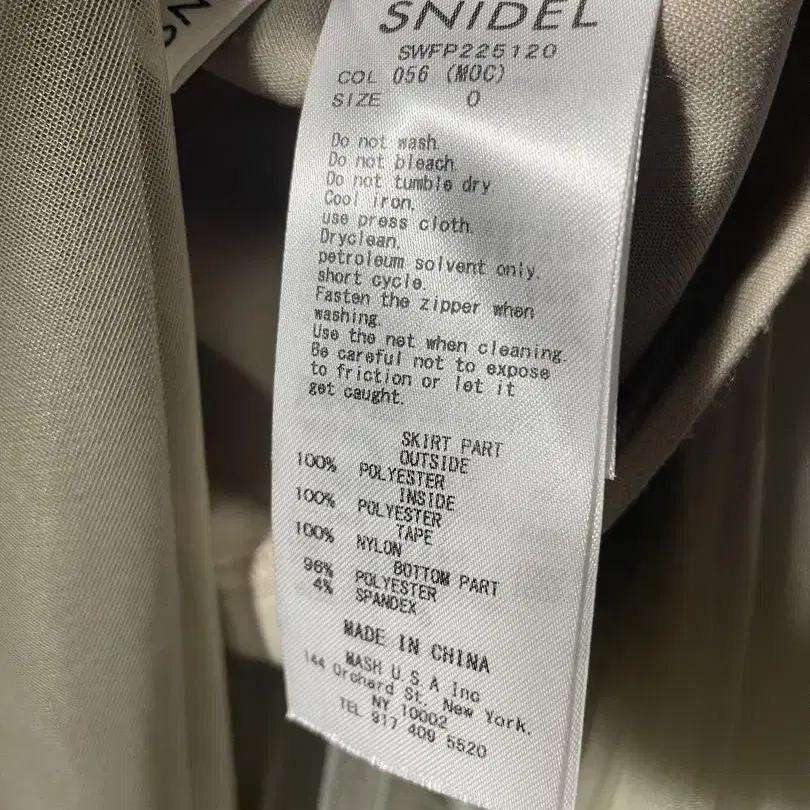 SNIDEL
SWFP225120
COL 056 (MOC)
SIZE 0
Do not wash.
Do not bleach.
Do not tumble dry.
Cool iron.
use press cloth.
Dryclean.
petroleum solvent only.
short cycle.
Fasten the zipper when
washing.
Use the net when cleaning.
Be careful not to expose
to friction or let it
get caught.
SKIRT PART
OUTSIDE
100% POLYESTER
INSIDE
100% POLYESTER
TAPE
100% NYLON
BOTTOM PART
96% POLYESTER
4% SPANDEX
MADE IN CHINA
MASH U.S.A Inc
144 Orchard St. New York.
NY 10002
TEL 917 409 5520